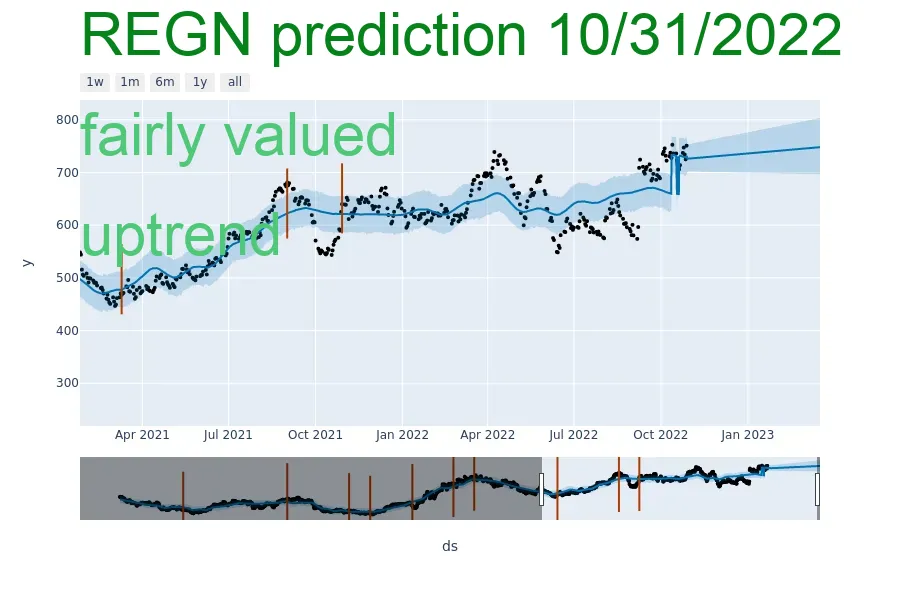 REGN prediction 10/31/2022
1w 1m 6m 1y all
800
fairly valued
700
600
uptrend
500
400
300
y
Apr 2021 Jul 2021 Oct 2021 Jan 2022 Apr 2022 Jul 2022 Oct 2022 Jan 2023
ds